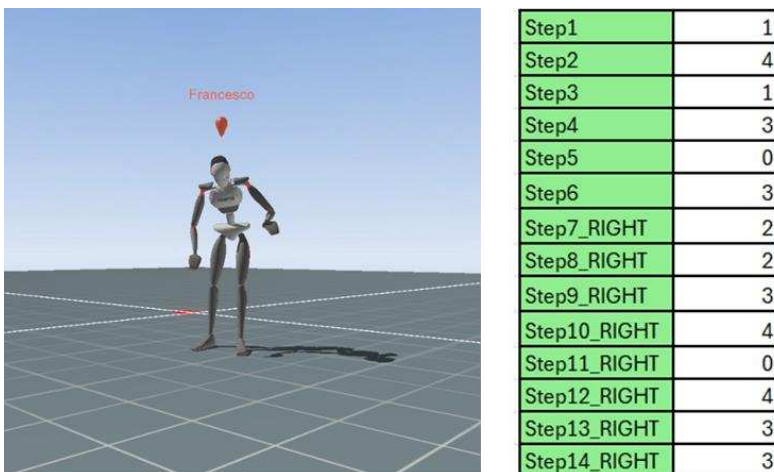 Francesco
Step1 1
Step2 4
Step3 1
Step4 3
Step5 0
Step6 3
Step7_RIGHT 2
Step8_RIGHT 2
Step9_RIGHT 3
Step10_RIGHT 4
Step11_RIGHT 0
Step12_RIGHT 4
Step13_RIGHT 3
Step14_RIGHT 3